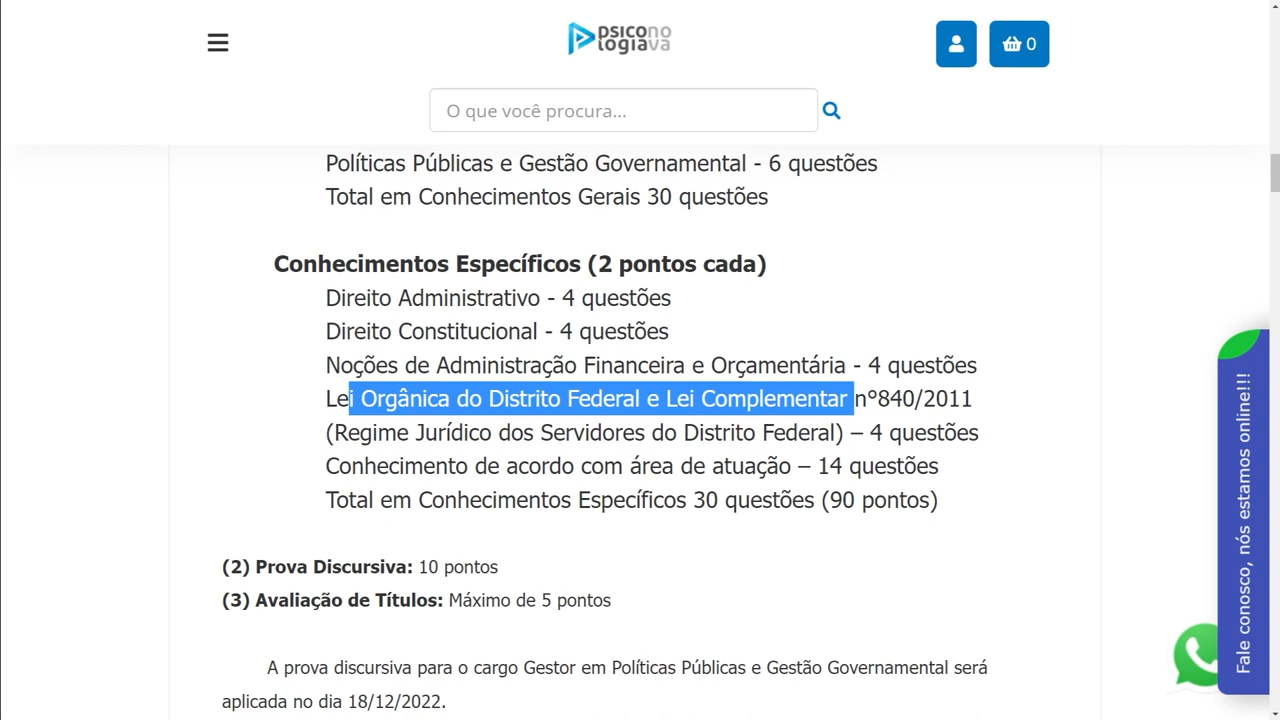 psicono
logiava
0
O que você procura...
Políticas Públicas e Gestão Governamental - 6 questões
Total em Conhecimentos Gerais 30 questões
Conhecimentos Específicos (2 pontos cada)
Direito Administrativo - 4 questões
Direito Constitucional - 4 questões
Noções de Administração Financeira e Orçamentária - 4 questões
Lei Orgânica do Distrito Federal e Lei Complementar n°840/2011
(Regime Jurídico dos Servidores do Distrito Federal) – 4 questões
Conhecimento de acordo com área de atuação – 14 questões
Total em Conhecimentos Específicos 30 questões (90 pontos)
(2) Prova Discursiva: 10 pontos
(3) Avaliação de Títulos: Máximo de 5 pontos
A prova discursiva para o cargo Gestor em Políticas Públicas e Gestão Governamental será
aplicada no dia 18/12/2022.
Fale conosco, nós estamos online!!!